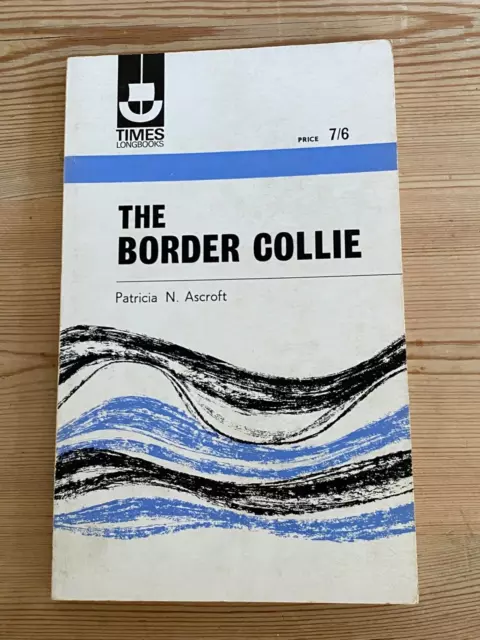 TIMES
LONGBOOKS
PRICE 7/6
THE
BORDER COLLIE
Patricia N. Ascroft